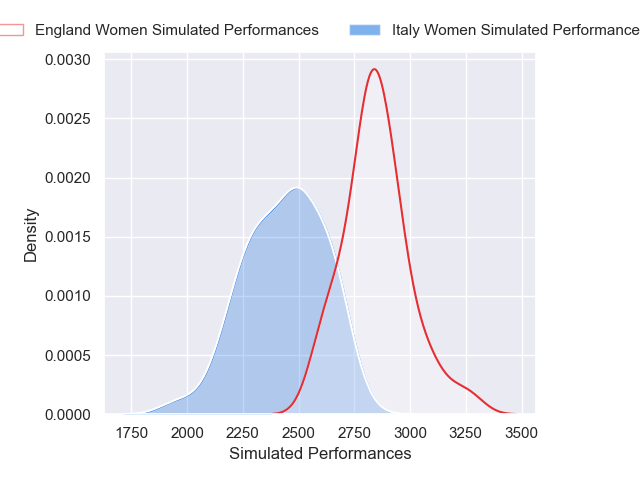 England Women Simulated Performances
Italy Women Simulated Performance
0.0030
0.0025
0.0020
0.0015
0.0010
0.0005
0.0000
Density
1750 2000 2250 2500 2750 3000 3250 3500
Simulated Performances